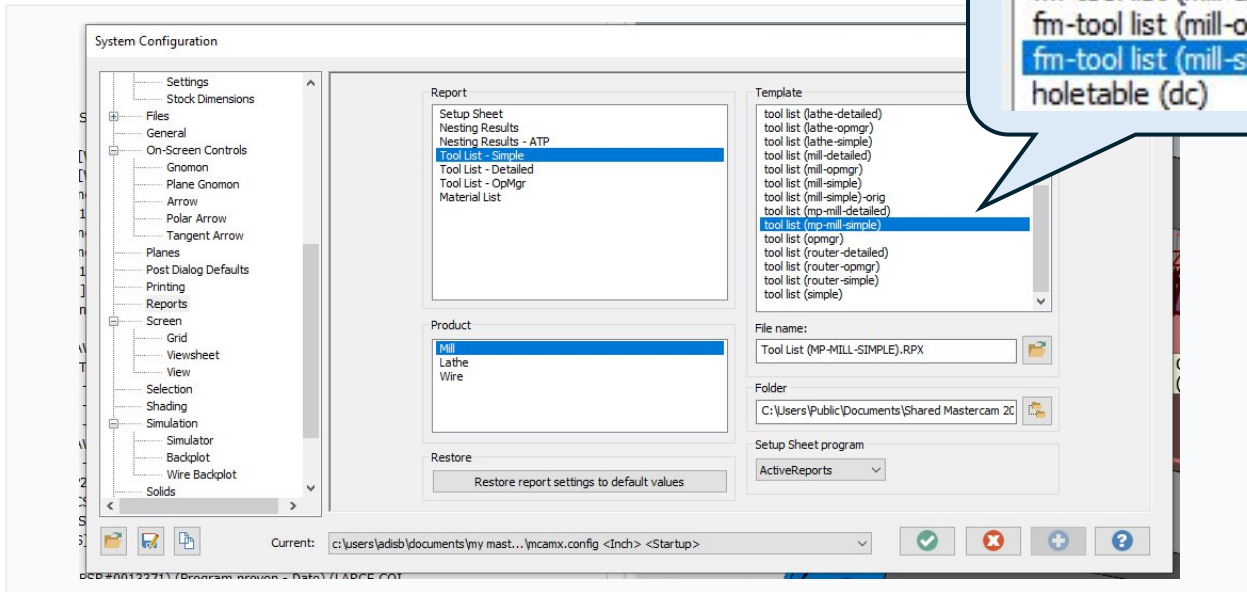 fm-tool list (mill-o
fm-tool list (mill-s
holetable (dc)
System Configuration
Settings
Stock Dimensions
Files
General
On-Screen Controls
Gnomon
Plane Gnomon
Arrow
Polar Arrow
Tangent Arrow
Planes
Post Dialog Defaults
Printing
Reports
Screen
Grid
Viewsheet
View
Selection
Shading
Simulation
Simulator
Backplot
Wire Backplot
Solids
Report
Setup Sheet
Nesting Results
Nesting Results - ATP
Tool List - Simple
Tool List - Detailed
Tool List - OpMgr
Material List
Product
Mill
Lathe
Wire
Restore
Restore report settings to default values
Template
tool list (lathe-detailed)
tool list (lathe-opmgr)
tool list (lathe-simple)
tool list (mill-detailed)
tool list (mill-opmgr)
tool list (mill-simple)
tool list (mill-simple)-orig
tool list (mp-mill-detailed)
tool list (mp-mill-simple)
tool list (opmgr)
tool list (router-detailed)
tool list (router-opmgr)
tool list (router-simple)
tool list (simple)
File name:
Tool List (MP-MILL-SIMPLE).RPX
Folder
C:\Users\Public\Documents\Shared Mastercam 20
Setup Sheet program
ActiveReports
Current:
c:\users\adisb\documents\my mast...\mcamx.config <Inch> <Startup>